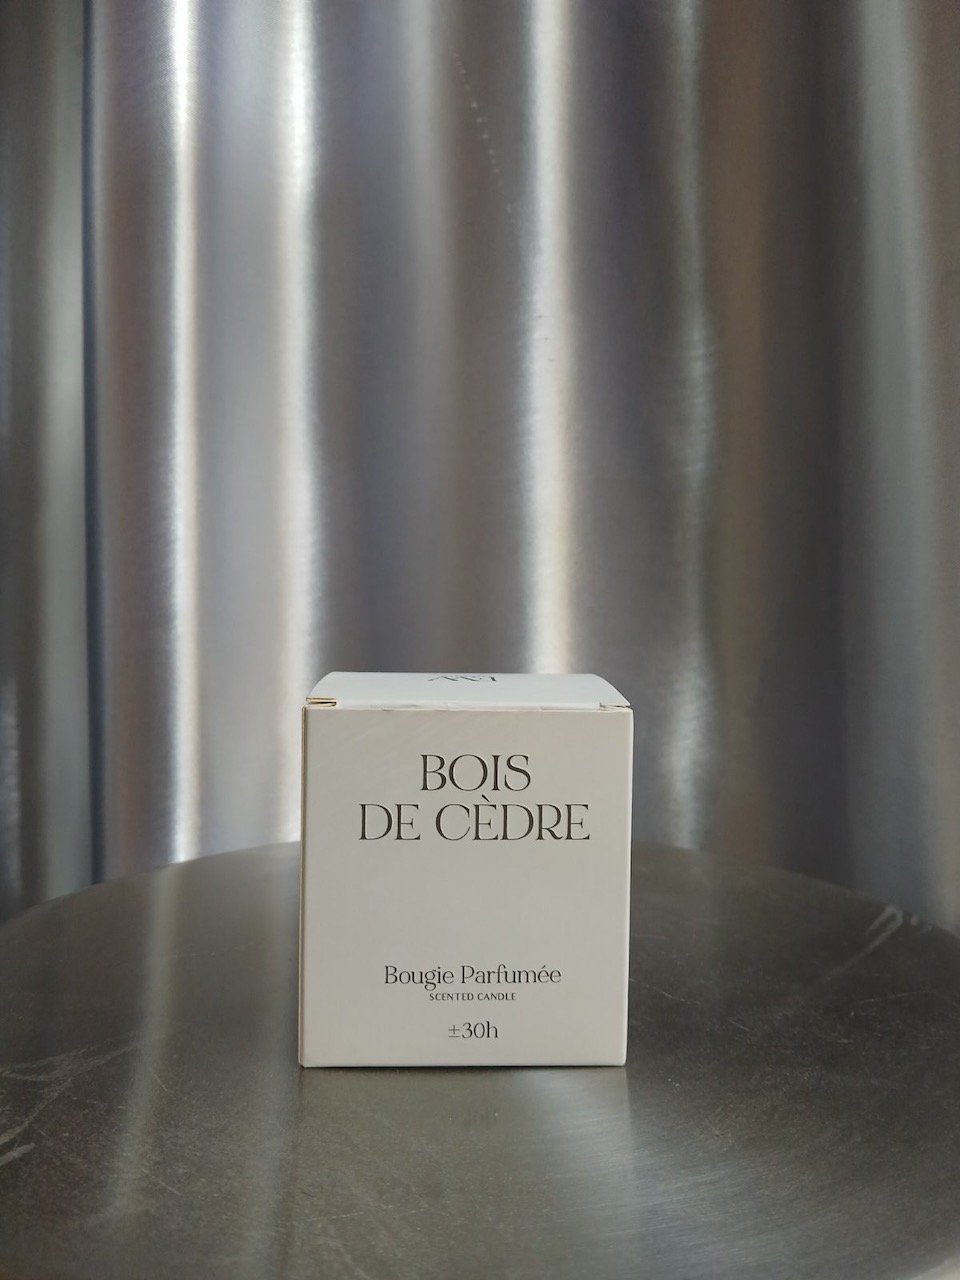 BOIS
DE CÈDRE
Bougie Parfumée
SCENTED CANDLE
±30h